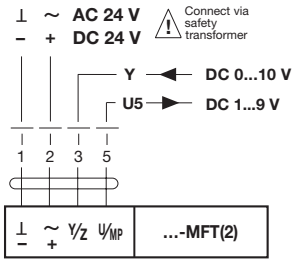 ⊥ ~ AC 24 V
– + DC 24 V
Connect via
safety
transformer
!
Y DC 0...10 V
U5 DC 1...9 V
1 2 3 5
⊥ ~ Y/Z U/MP ...-MFT(2)
– +